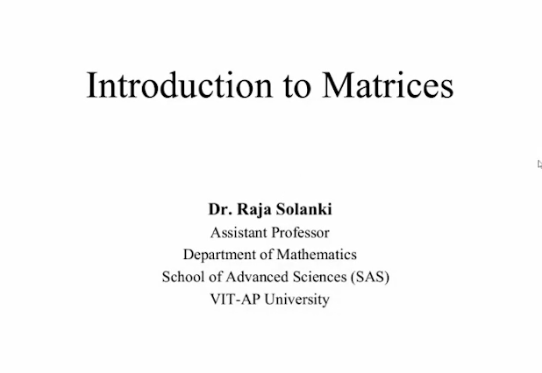 Introduction to Matrices
Dr. Raja Solanki
Assistant Professor
Department of Mathematics
School of Advanced Sciences (SAS)
VIT-AP University